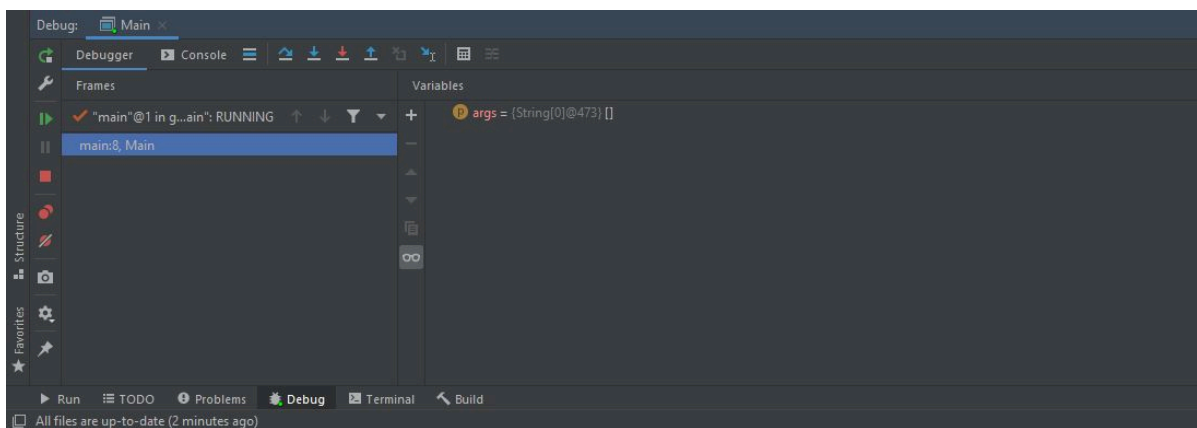 Debug: Main
Debugger Console
Frames
Variables
"main"@1 in g...ain": RUNNING
args = {String[0]@473} []
main:8, Main
Structure
Favorites
Run TODO Problems Debug Terminal Build
All files are up-to-date (2 minutes ago)